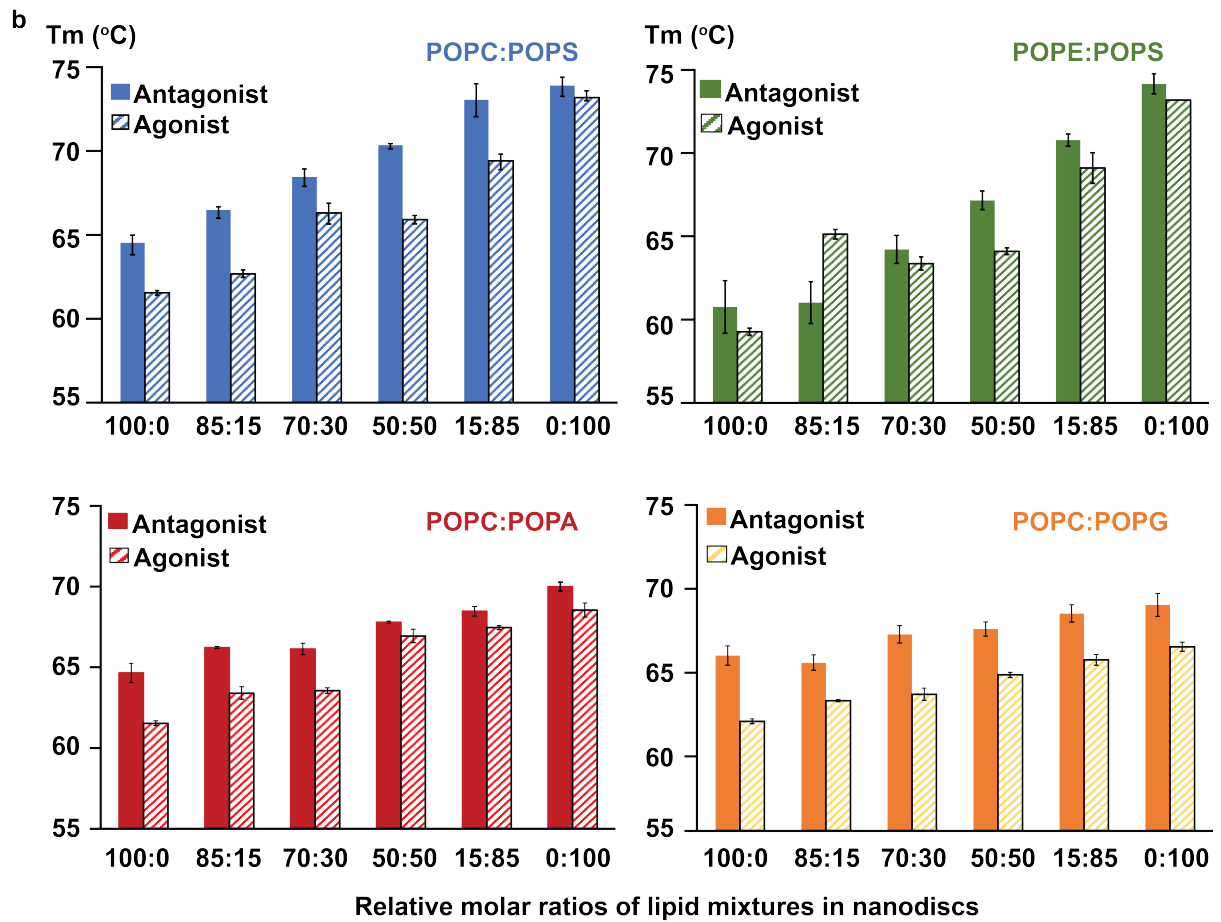 b
Tm (°C)
POPC:POPS
75
70
65
60
55
Antagonist
Agonist
100:0 85:15 70:30 50:50 15:85 0:100
Tm (°C)
POPE:POPS
75
70
65
60
55
Antagonist
Agonist
100:0 85:15 70:30 50:50 15:85 0:100
POPC:POPA
75
70
65
60
55
Antagonist
Agonist
100:0 85:15 70:30 50:50 15:85 0:100
POPC:POPG
75
70
65
60
55
Antagonist
Agonist
100:0 85:15 70:30 50:50 15:85 0:100
Relative molar ratios of lipid mixtures in nanodiscs